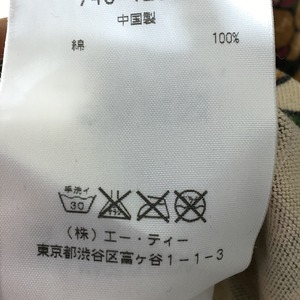 中国製
綿 100%
手洗イ
30
(株)エー・ティー
東京都渋谷区富ヶ谷1-1-3